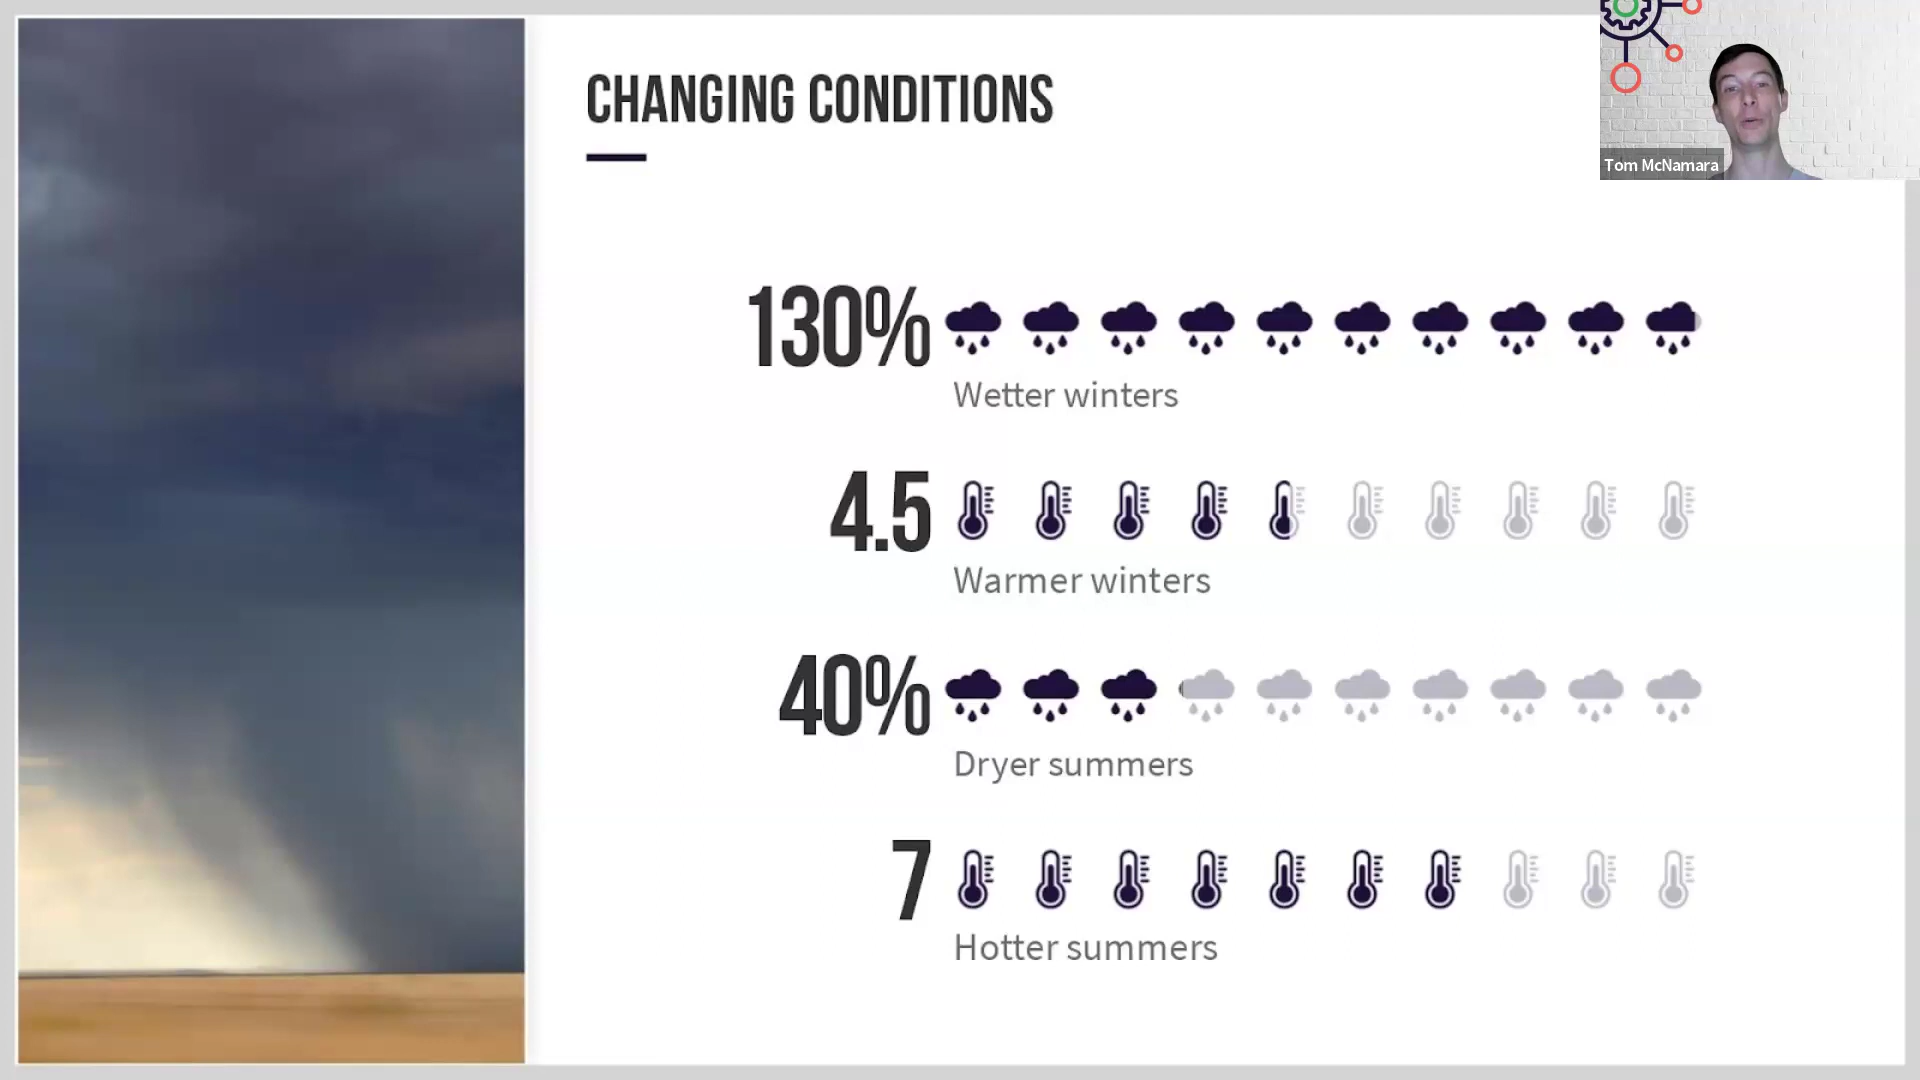 CHANGING CONDITIONS
Tom McNamara
130%
Wetter winters
4.5
Warmer winters
40%
Dryer summers
7
Hotter summers